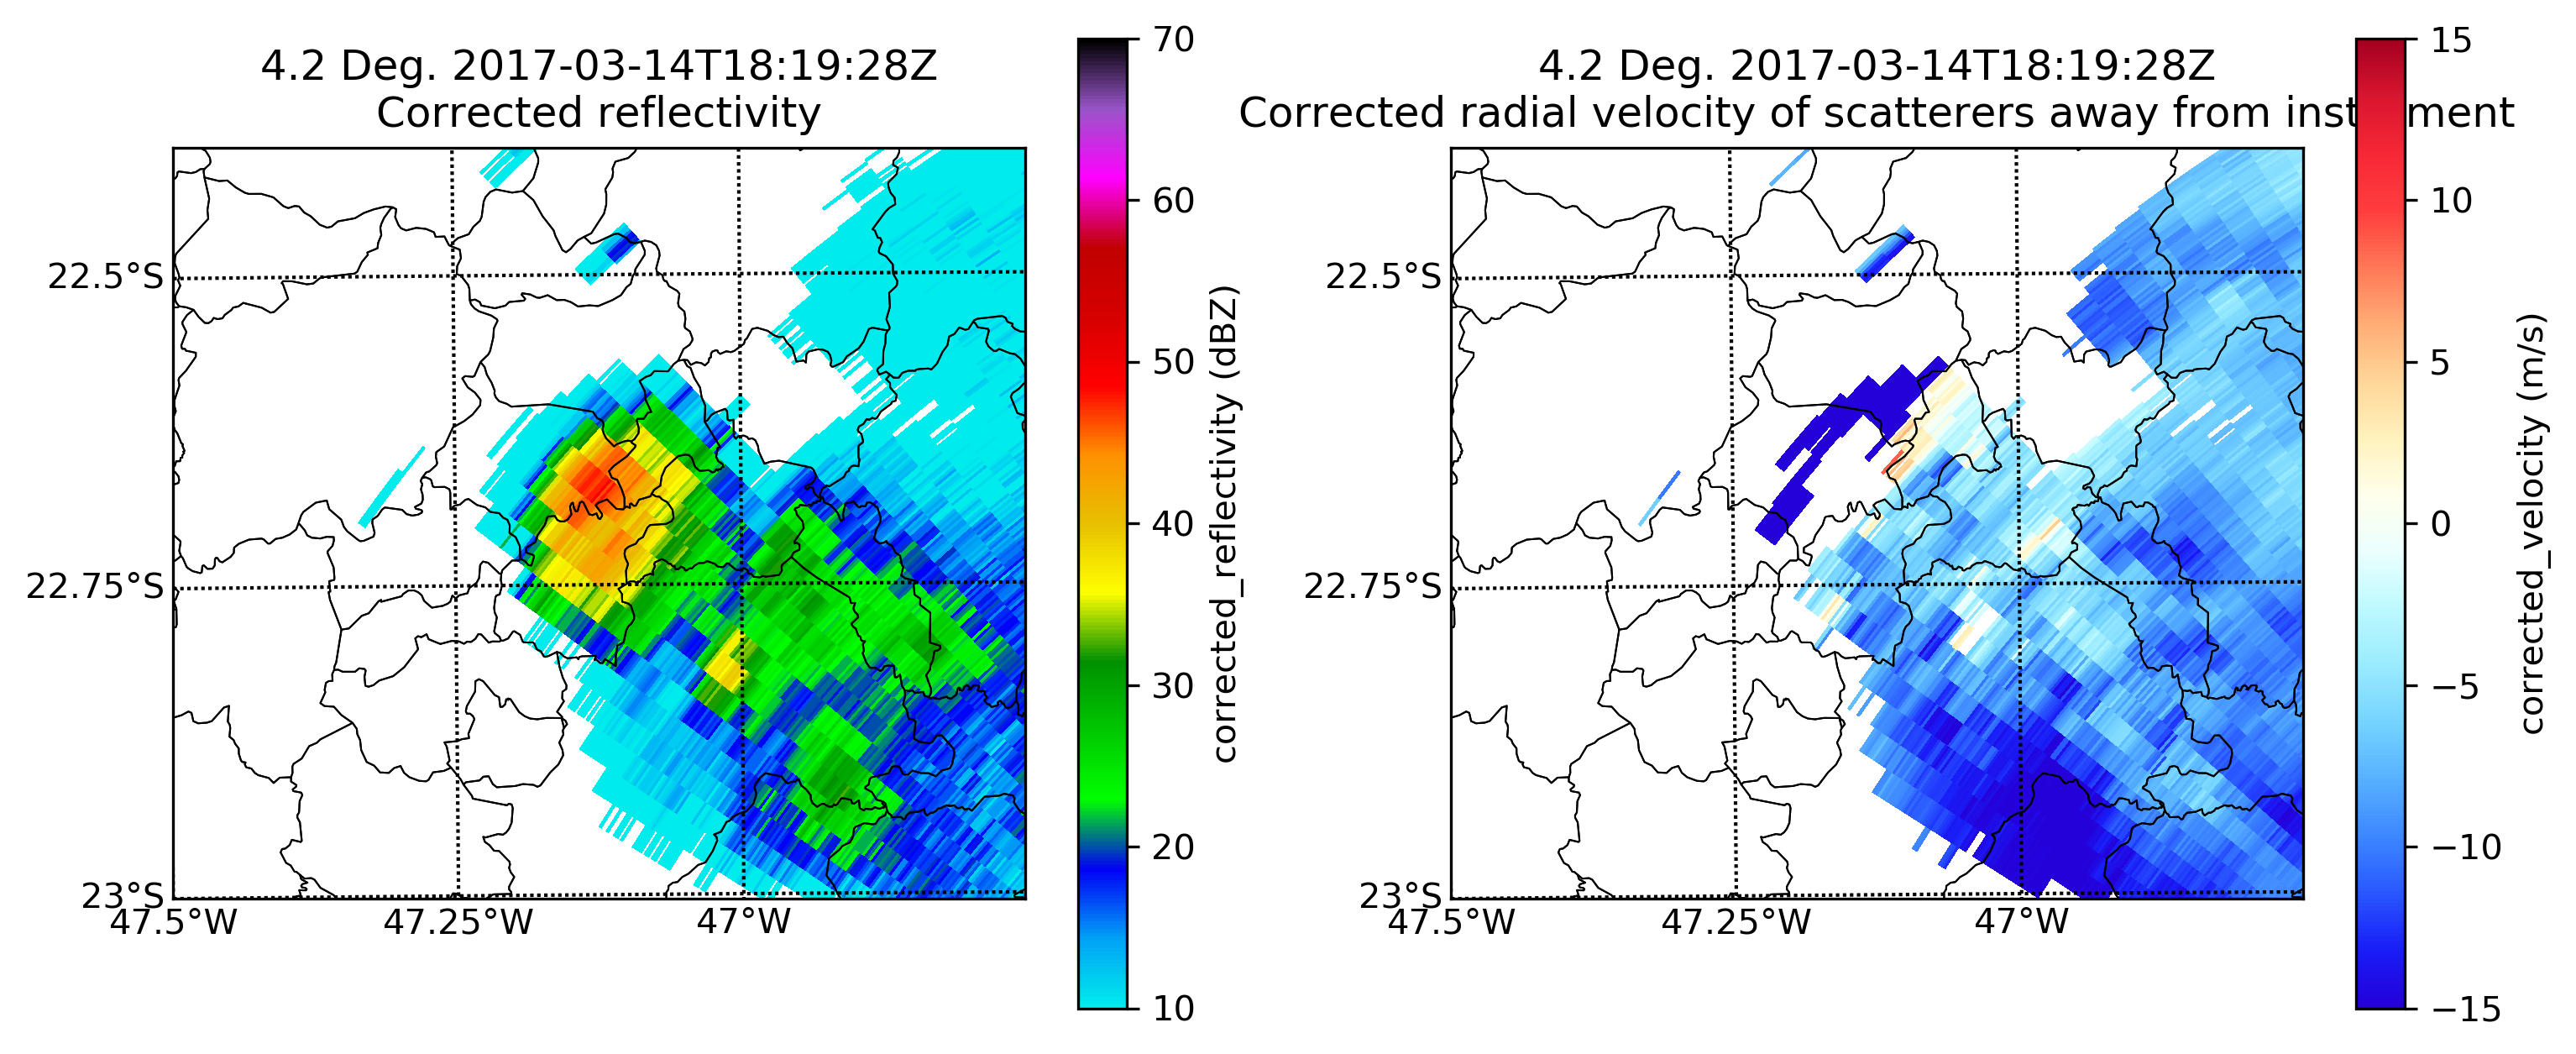 4.2 Deg. 2017-03-14T18:19:28Z
Corrected reflectivity
22.5°S
22.75°S
23°S
47.5°W
47.25°W
47°W
70
60
50
40
30
20
10
corrected_reflectivity (dBZ)
4.2 Deg. 2017-03-14T18:19:28Z
Corrected radial velocity of scatterers away from inst ment
22.5°S
22.75°S
23°S
47.5°W
47.25°W
47°W
15
10
5
0
−5
−10
−15
corrected_velocity (m/s)